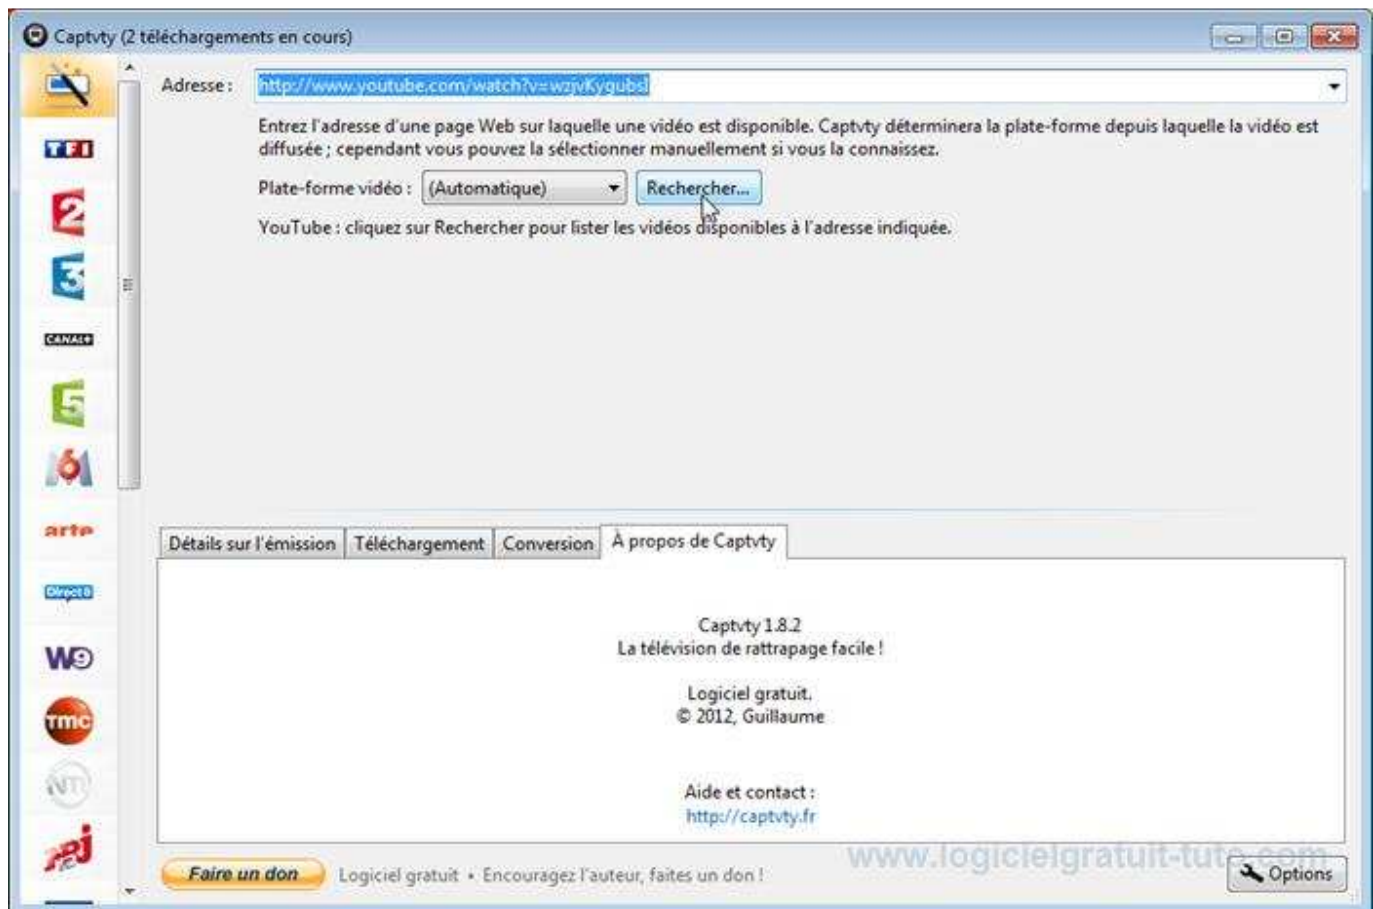 Captvty (2 téléchargements en cours)
Adresse :
http://www.youtube.com/watch?v=wzjvKygubsI
Entrez l'adresse d'une page Web sur laquelle une vidéo est disponible. Captvty déterminera la plate-forme depuis laquelle la vidéo est
diffusée ; cependant vous pouvez la sélectionner manuellement si vous la connaissez.
Plate-forme vidéo : (Automatique) Rechercher...
YouTube : cliquez sur Rechercher pour lister les vidéos disponibles à l'adresse indiquée.
TF1
2
3
CANAL+
5
M6
arte
Direct 8
W9
TMC
NT1
NRJ
Détails sur l'émission Téléchargement Conversion À propos de Captvty
Captvty 1.8.2
La télévision de rattrapage facile !
Logiciel gratuit.
© 2012, Guillaume
Aide et contact :
http://captvty.fr
www.logicielgratuit-tuto.com
Faire un don Logiciel gratuit • Encouragez l'auteur, faites un don !
Options